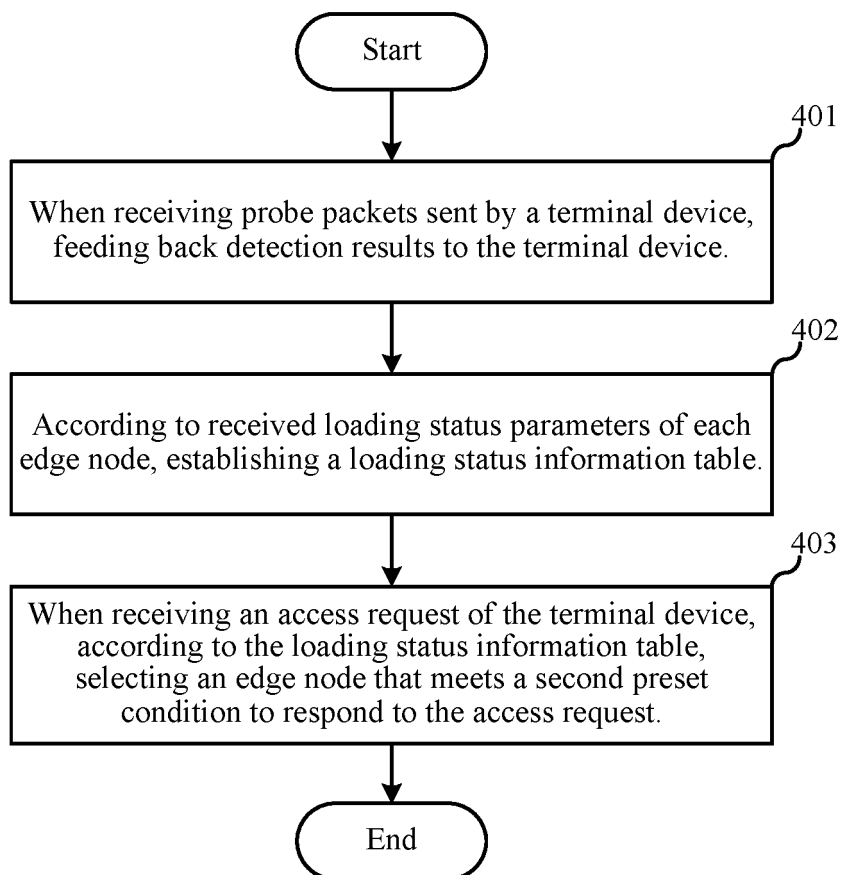 Start
401
When receiving probe packets sent by a terminal device,
feeding back detection results to the terminal device.
402
According to received loading status parameters of each
edge node, establishing a loading status information table.
403
When receiving an access request of the terminal device,
according to the loading status information table,
selecting an edge node that meets a second preset
condition to respond to the access request.
End